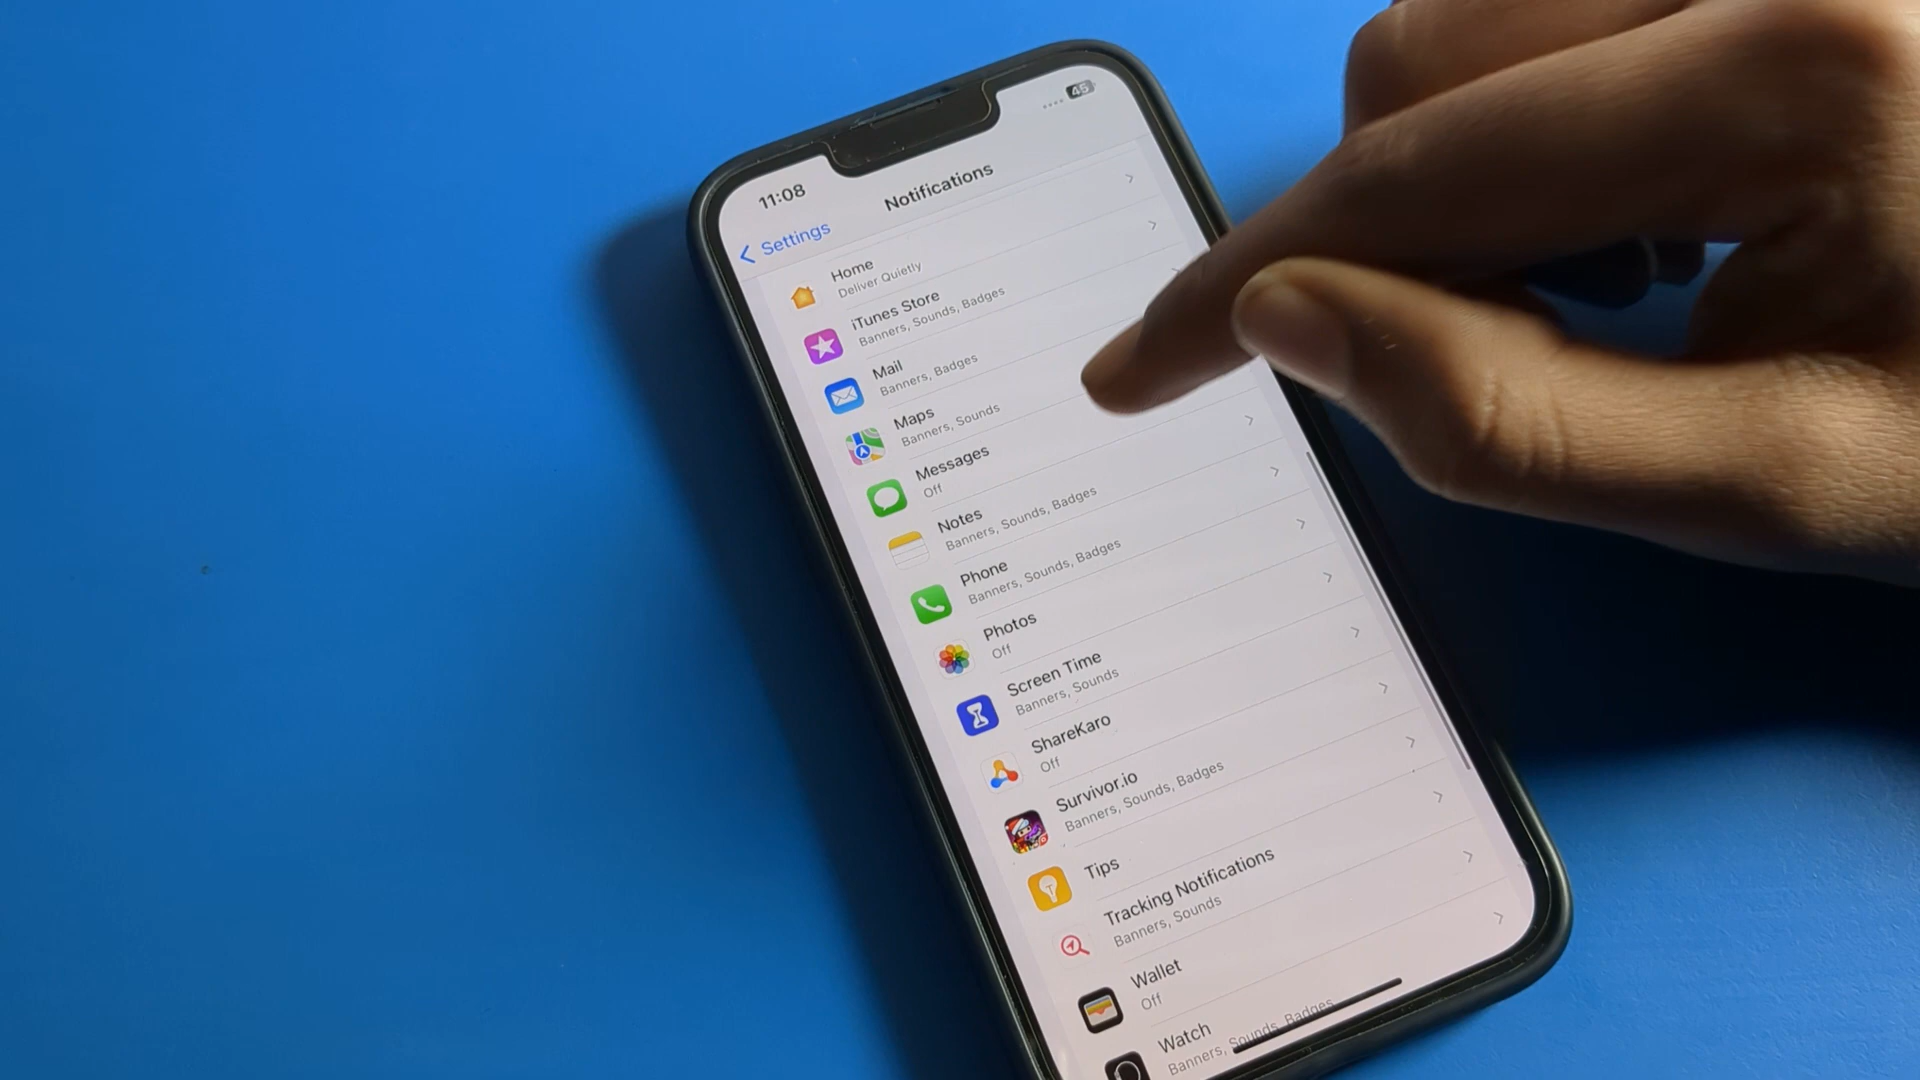 11:08
45
Notifications
Settings
Home
Deliver Quietly
iTunes Store
Banners, Sounds, Badges
Mail
Banners, Badges
Maps
Banners, Sounds
Messages
Off
Notes
Banners, Sounds, Badges
Phone
Banners, Sounds, Badges
Photos
Off
Screen Time
Banners, Sounds
ShareKaro
Off
Survivor.io
Banners, Sounds, Badges
Tips
Tracking Notifications
Banners, Sounds
Wallet
Off
Watch
Banners, Sounds, Badges